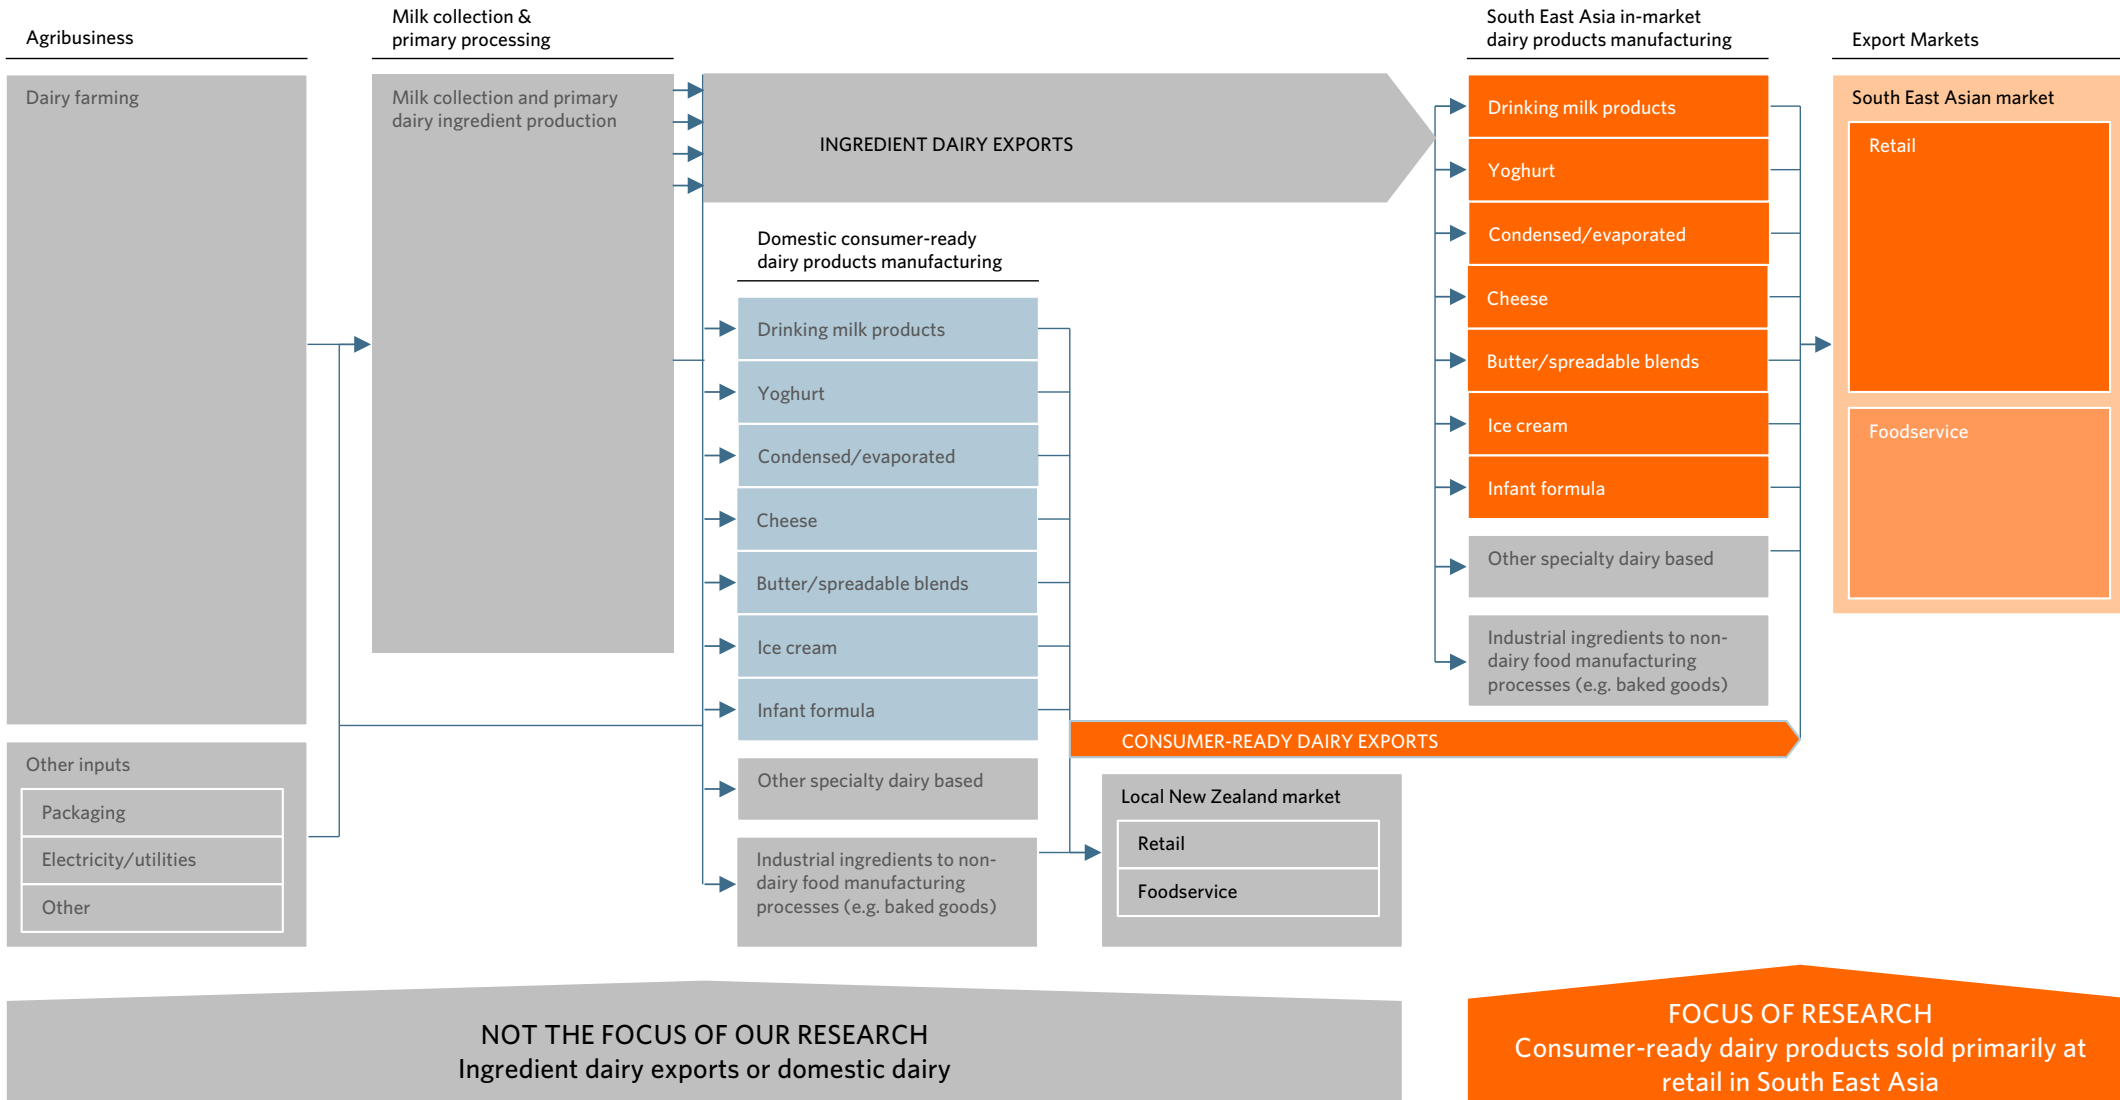 Agribusiness
Dairy farming
Other inputs
Packaging
Electricity/utilities
Other
Milk collection &
primary processing
Milk collection and primary
dairy ingredient production
INGREDIENT DAIRY EXPORTS
Domestic consumer-ready
dairy products manufacturing
Drinking milk products
Yoghurt
Condensed/evaporated
Cheese
Butter/spreadable blends
Ice cream
Infant formula
Other specialty dairy based
Industrial ingredients to non-
dairy food manufacturing
processes (e.g. baked goods)
CONSUMER-READY DAIRY EXPORTS
Local New Zealand market
Retail
Foodservice
South East Asia in-market
dairy products manufacturing
Drinking milk products
Yoghurt
Condensed/evaporated
Cheese
Butter/spreadable blends
Ice cream
Infant formula
Other specialty dairy based
Industrial ingredients to non-
dairy food manufacturing
processes (e.g. baked goods)
Export Markets
South East Asian market
Retail
Foodservice
NOT THE FOCUS OF OUR RESEARCH
Ingredient dairy exports or domestic dairy
FOCUS OF RESEARCH
Consumer-ready dairy products sold primarily at
retail in South East Asia